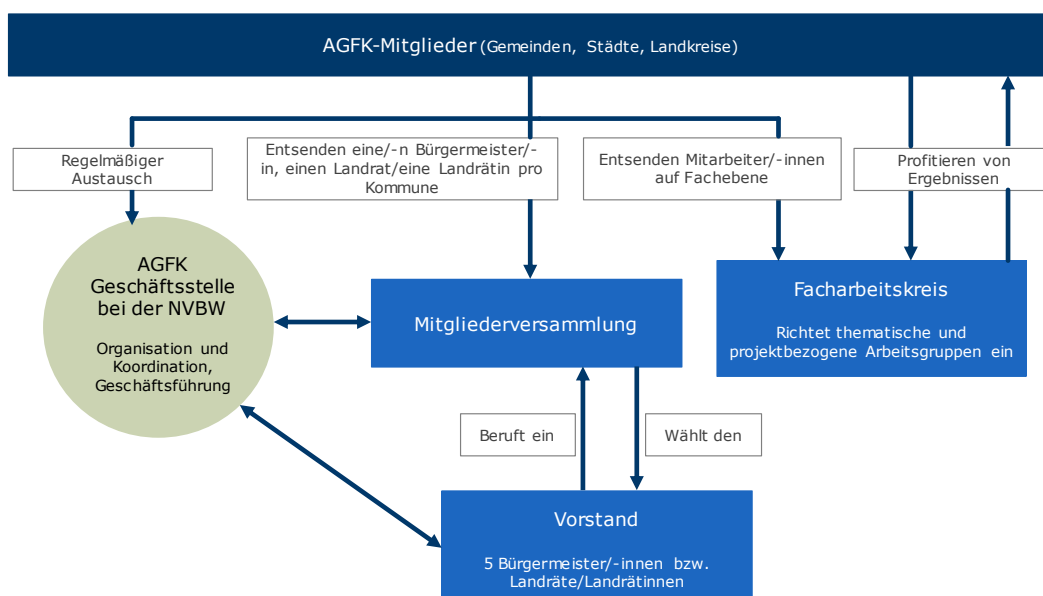 AGFK-Mitglieder (Gemeinden, Städte, Landkreise)
Regelmäßiger
Austausch
Entsenden eine/-n Bürgermeister/-
in, einen Landrat/eine Landrätin pro
Kommune
Entsenden Mitarbeiter/-innen
auf Fachebene
Profitieren von
Ergebnissen
AGFK
Geschäftsstelle
bei der NVBW
Organisation und
Koordination,
Geschäftsführung
Mitgliederversammlung
Facharbeitskreis
Richtet thematische und
projektbezogene Arbeitsgruppen ein
Beruft ein
Wählt den
Vorstand
5 Bürgermeister/-innen bzw.
Landräte/Landrätinnen